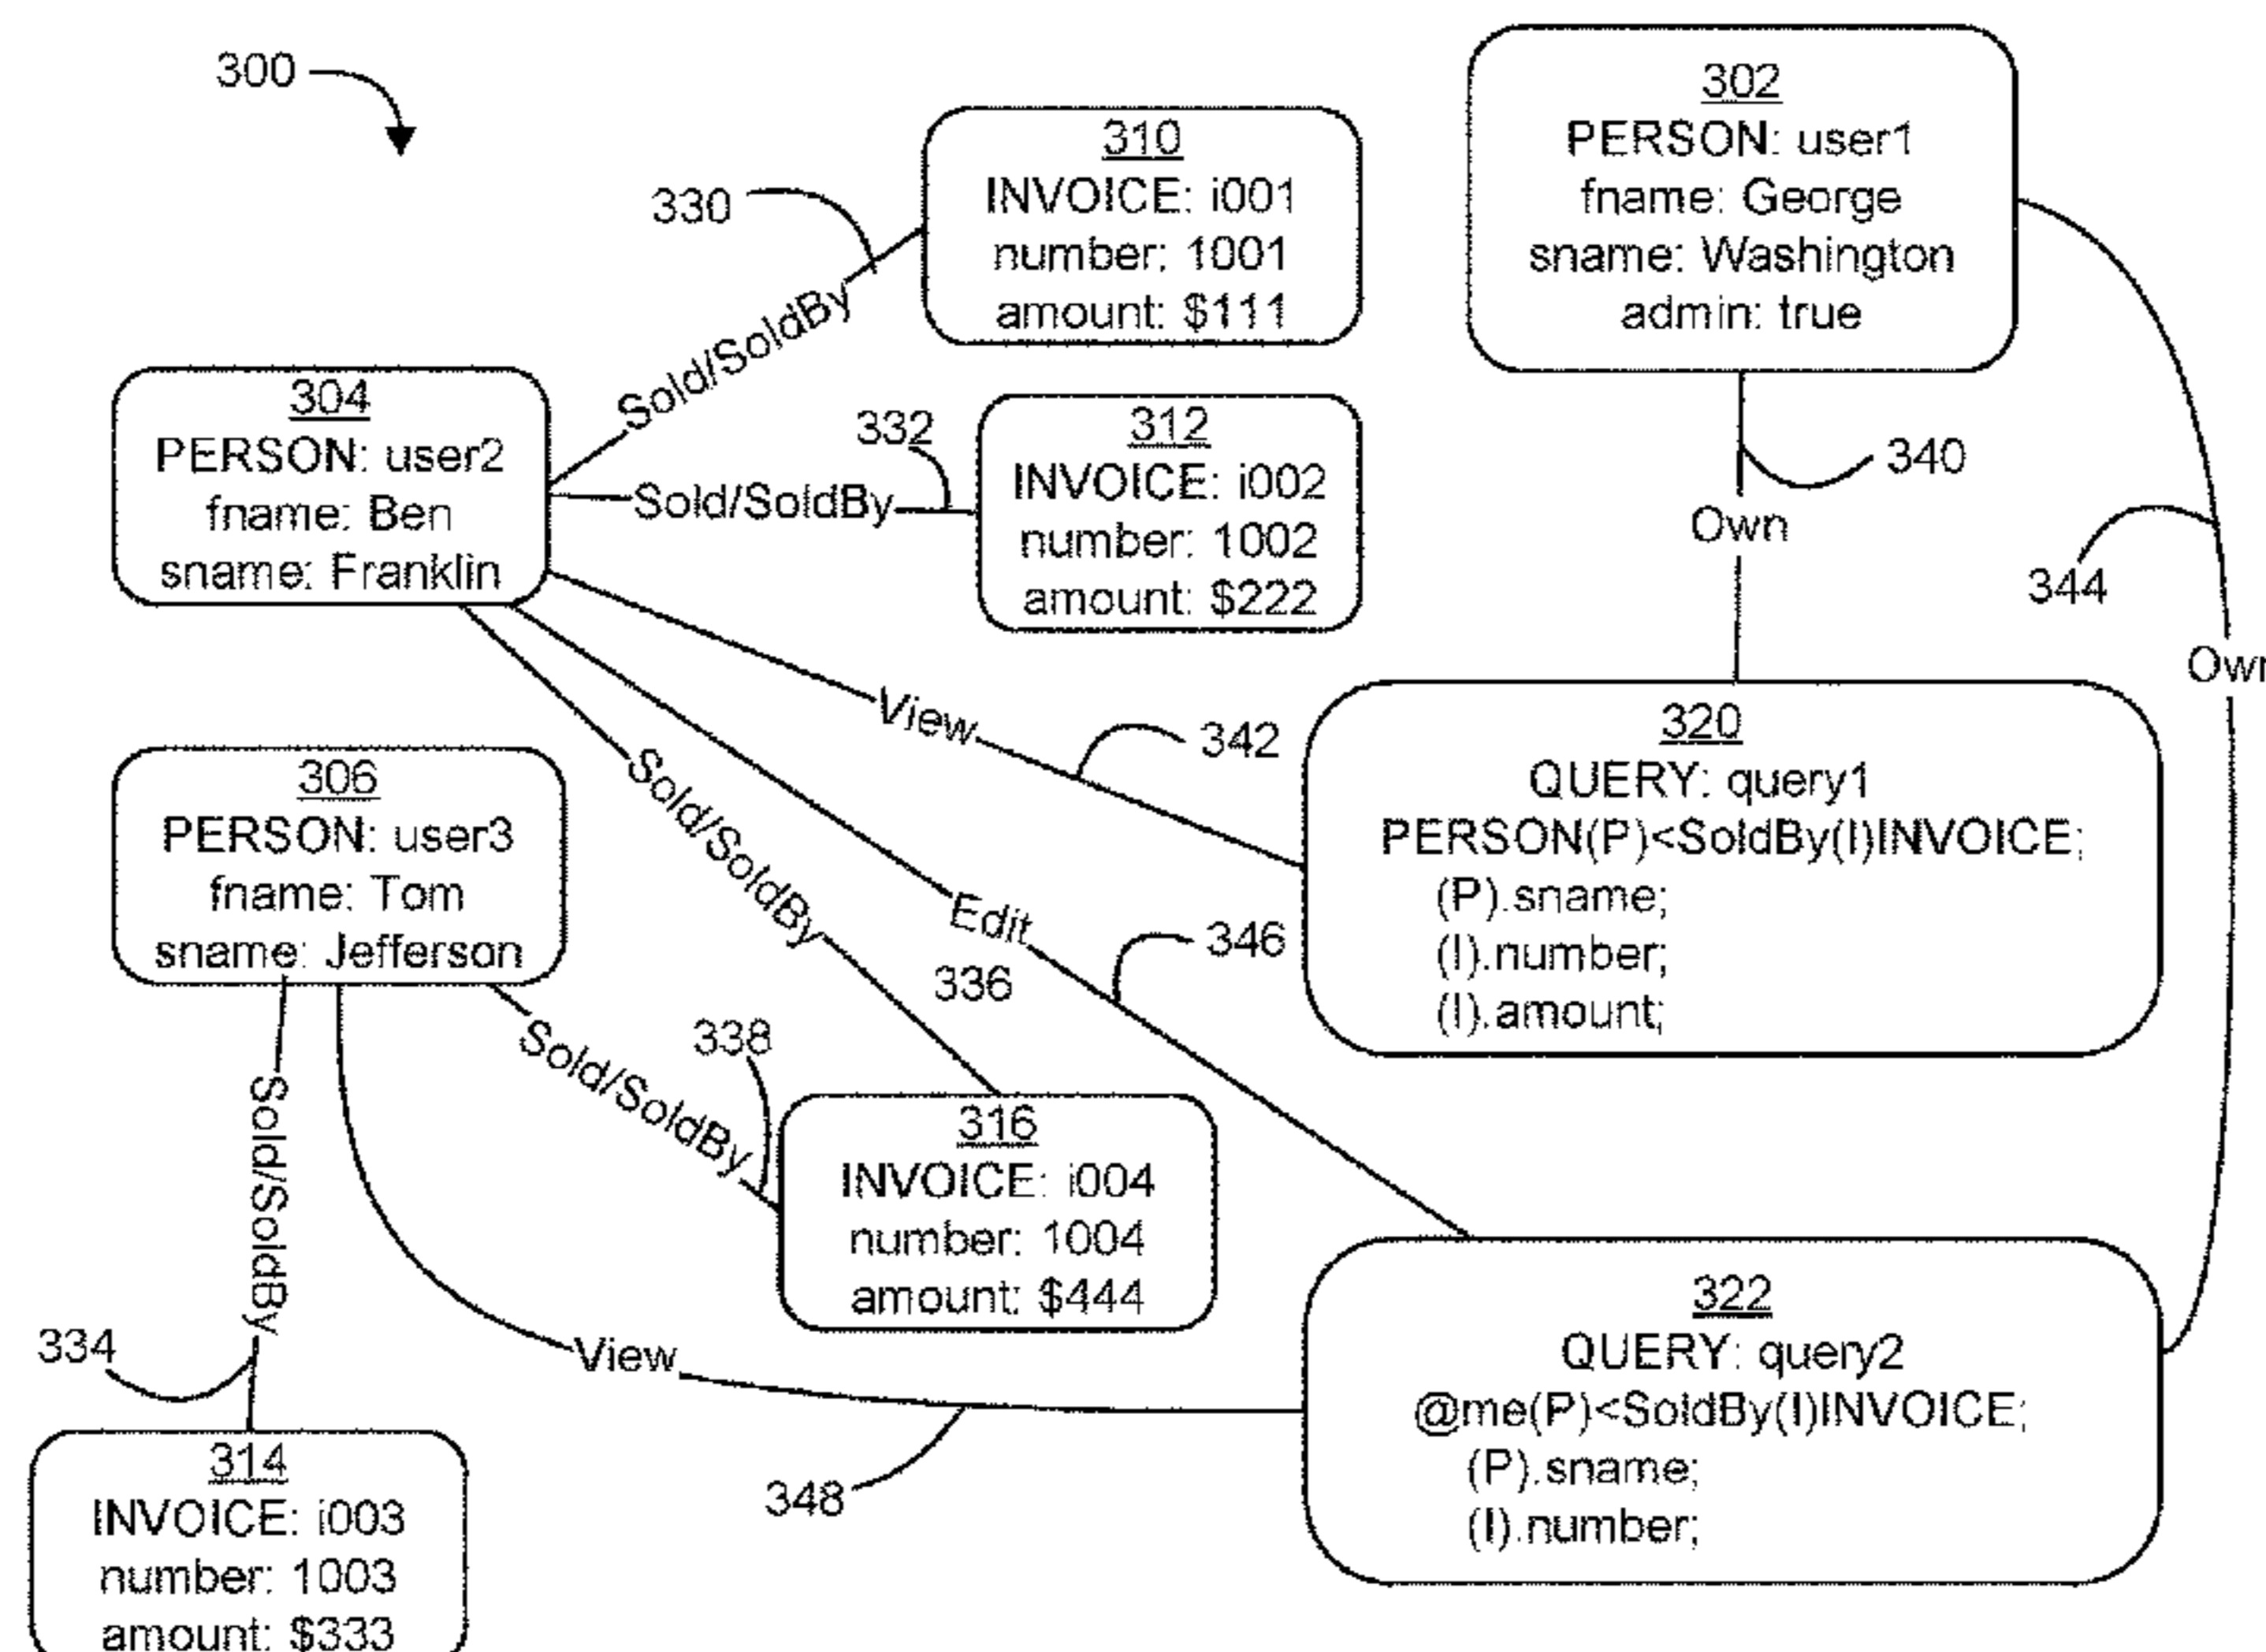 300
302
PERSON: user1
fname: George
sname: Washington
admin: true
310
INVOICE: i001
number: 1001
amount: $111
330
Sold/SoldBy
304
PERSON: user2
fname: Ben
sname: Franklin
332
Sold/SoldBy
312
INVOICE: i002
number: 1002
amount: $222
340
Own
344
Own
View
342
320
QUERY: query1
PERSON(P)<SoldBy(I)INVOICE;
(P).sname;
(I).number;
(I).amount;
306
PERSON: user3
fname: Tom
sname: Jefferson
Sold/SoldBy
Edit
346
336
338
Sold/SoldBy
316
INVOICE: i004
number: 1004
amount: $444
Sold/SoldBy
334
View
348
322
QUERY: query2
@me(P)<SoldBy(I)INVOICE;
(P).sname;
(I).number;
314
INVOICE: i003
number: 1003
amount: $333